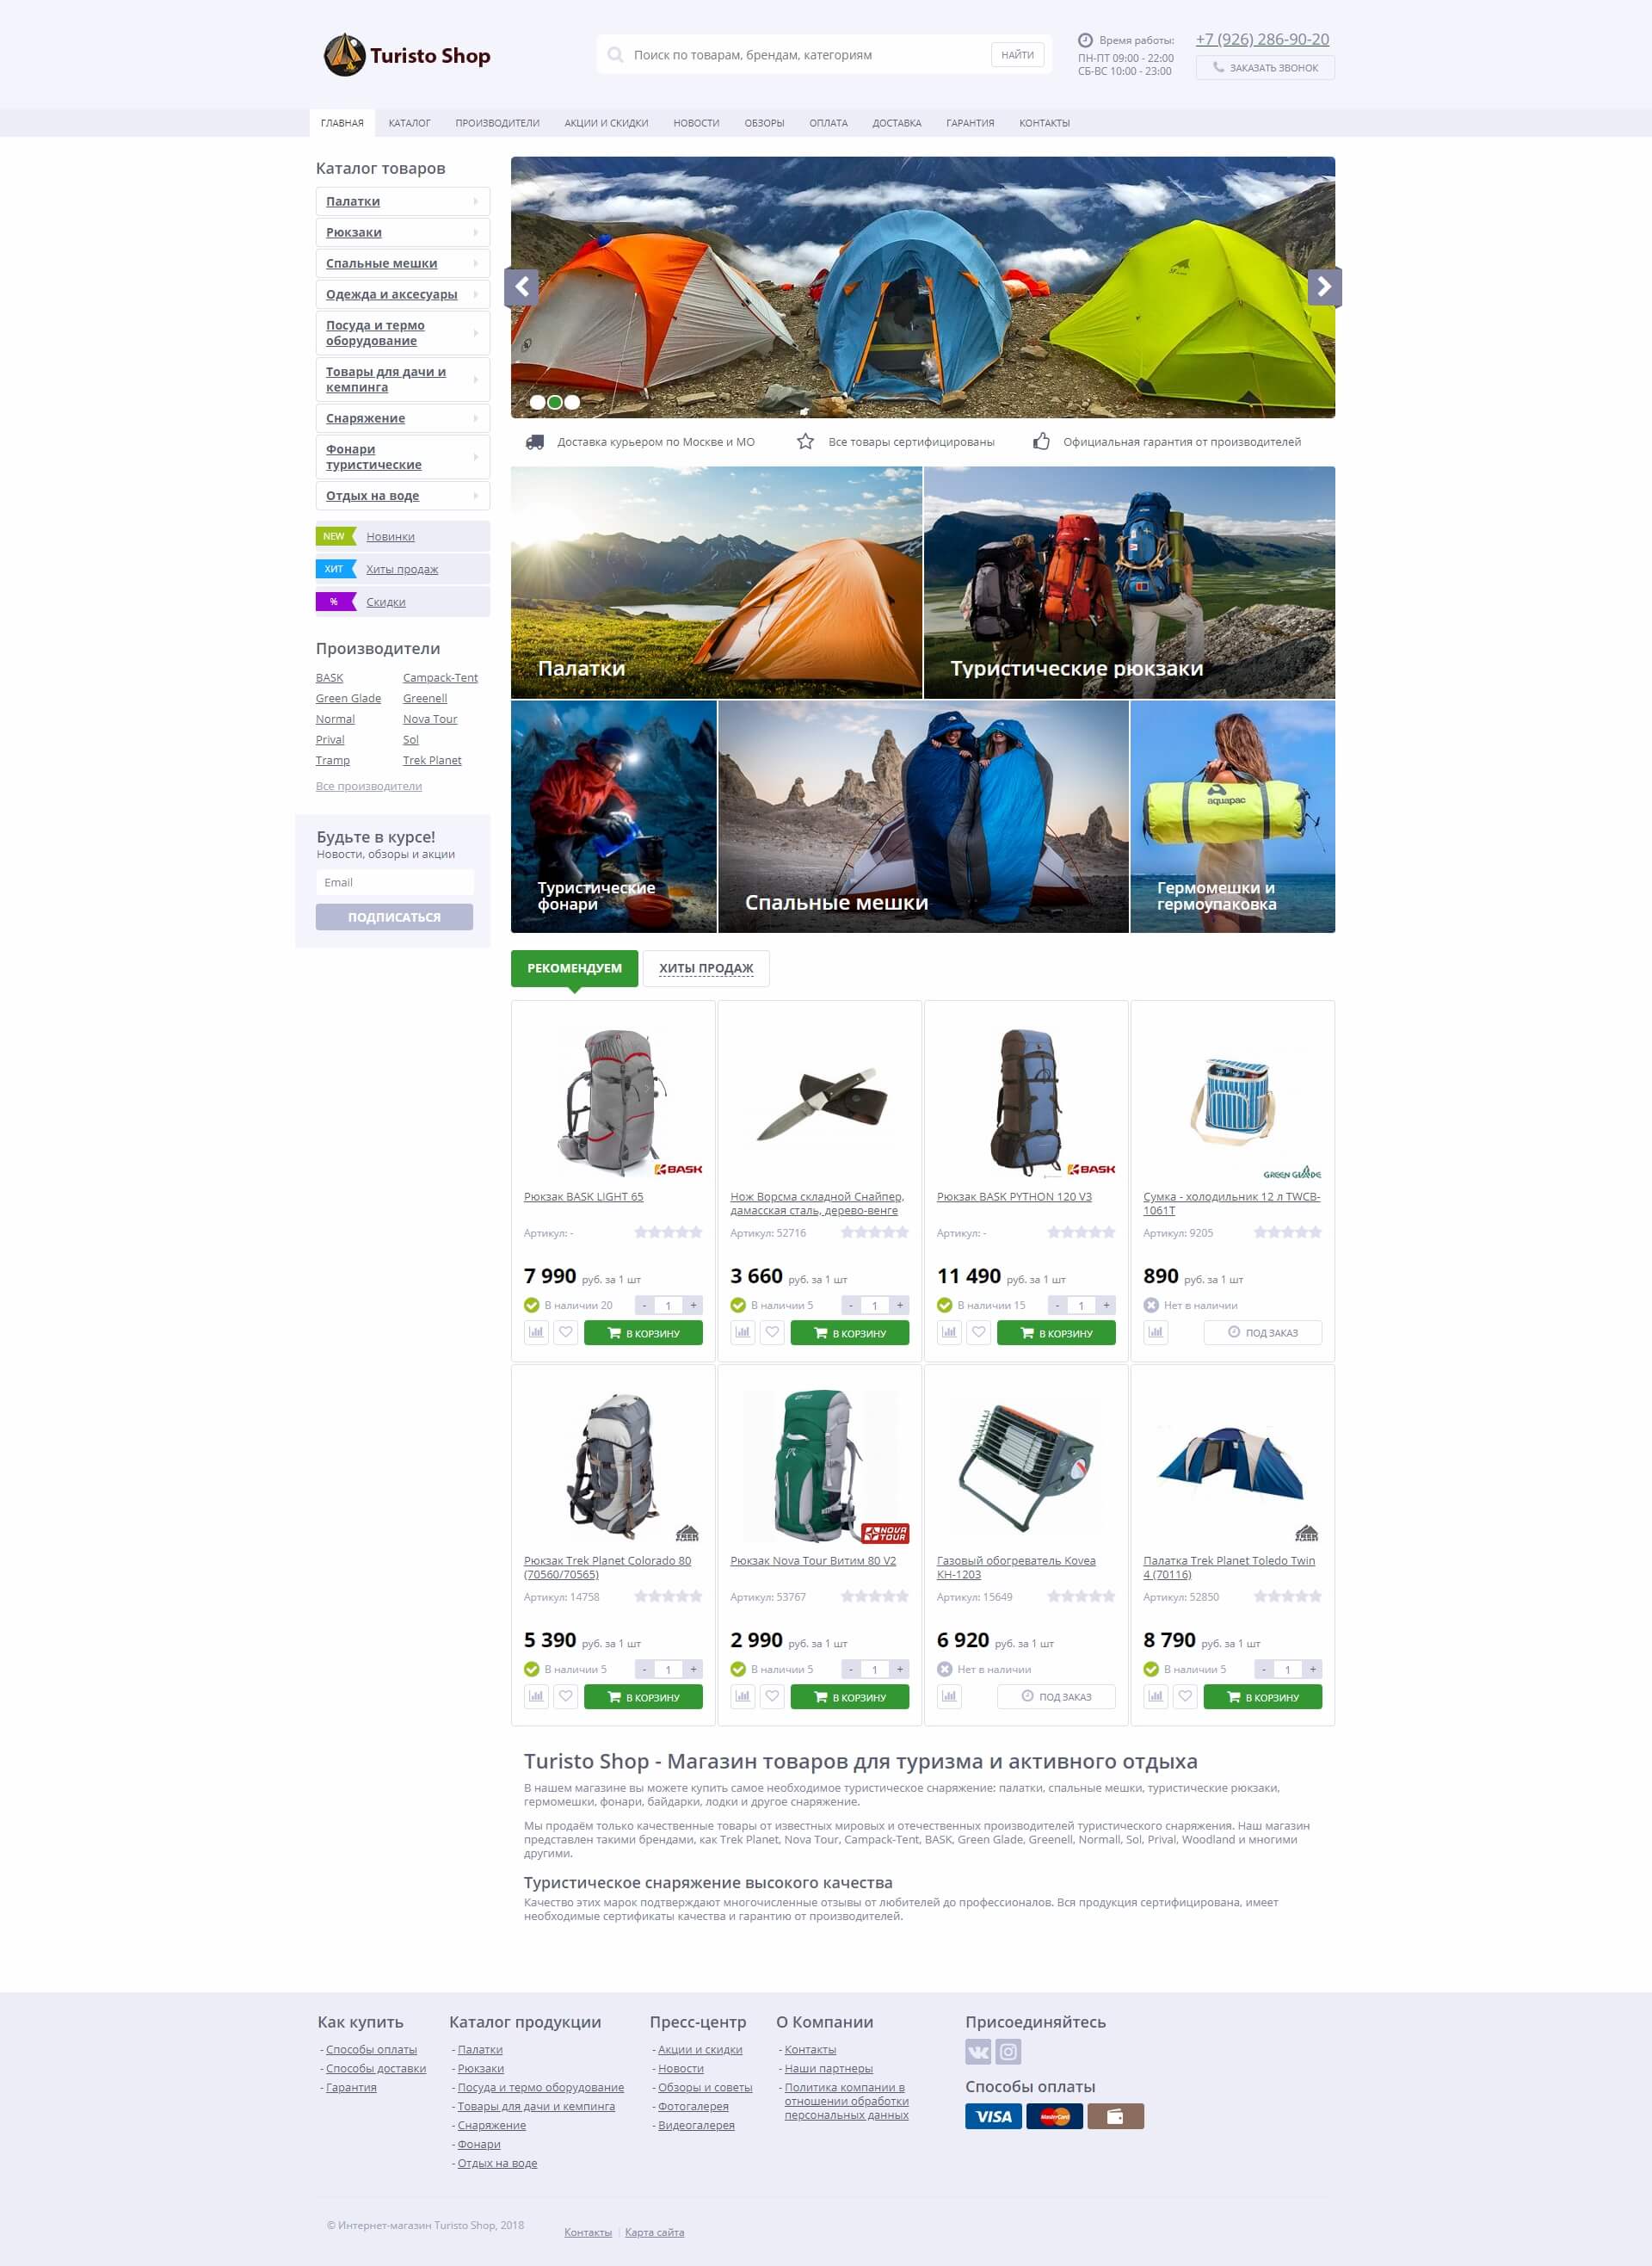 Turisto Shop
Поиск по товарам, брендам, категориям
НАЙТИ
Время работы:
ПН-ПТ 09:00 - 22:00
СБ-ВС 10:00 - 23:00
+7 (926) 286-90-20
ЗАКАЗАТЬ ЗВОНОК
ГЛАВНАЯ КАТАЛОГ ПРОИЗВОДИТЕЛИ АКЦИИ И СКИДКИ НОВОСТИ ОБЗОРЫ ОПЛАТА ДОСТАВКА ГАРАНТИЯ КОНТАКТЫ
Каталог товаров
Палатки
Рюкзаки
Спальные мешки
Одежда и аксесуары
Посуда и термо
оборудование
Товары для дачи и
кемпинга
Снаряжение
Фонари
туристические
Отдых на воде
NEW Новинки
ХИТ Хиты продаж
% Скидки
Производители
BASK Campack-Tent
Green Glade Greenell
Normal Nova Tour
Prival Sol
Tramp Trek Planet
Все производители
Будьте в курсе!
Новости, обзоры и акции
Email
ПОДПИСАТЬСЯ
Доставка курьером по Москве и МО Все товары сертифицированы Официальная гарантия от производителей
Палатки
Туристические рюкзаки
Туристические
фонари
Спальные мешки
aquapac
Гермомешки и
гермоупаковка
РЕКОМЕНДУЕМ ХИТЫ ПРОДАЖ
BASK
Рюкзак BASK LIGHT 65
Артикул: -
7 990 руб. за 1 шт
В наличии 20 - 1 +
В КОРЗИНУ
Нож Ворсма складной Снайпер,
дамасская сталь, дерево-венге
Артикул: 52716
3 660 руб. за 1 шт
В наличии 5 - 1 +
В КОРЗИНУ
BASK
Рюкзак BASK PYTHON 120 V3
Артикул: -
11 490 руб. за 1 шт
В наличии 15 - 1 +
В КОРЗИНУ
GREEN GLADE
Сумка - холодильник 12 л TWCB-
1061T
Артикул: 9205
890 руб. за 1 шт
Нет в наличии
ПОД ЗАКАЗ
TREK
Рюкзак Trek Planet Colorado 80
(70560/70565)
Артикул: 14758
5 390 руб. за 1 шт
В наличии 5 - 1 +
В КОРЗИНУ
NOVA
TOUR
Рюкзак Nova Tour Витим 80 V2
Артикул: 53767
2 990 руб. за 1 шт
В наличии 5 - 1 +
В КОРЗИНУ
Газовый обогреватель Kovea
KH-1203
Артикул: 15649
6 920 руб. за 1 шт
Нет в наличии
ПОД ЗАКАЗ
TREK
Палатка Trek Planet Toledo Twin
4 (70116)
Артикул: 52850
8 790 руб. за 1 шт
В наличии 5 - 1 +
В КОРЗИНУ
Turisto Shop - Магазин товаров для туризма и активного отдыха
В нашем магазине вы можете купить самое необходимое туристическое снаряжение: палатки, спальные мешки, туристические рюкзаки,
гермомешки, фонари, байдарки, лодки и другое снаряжение.
Мы продаём только качественные товары от известных мировых и отечественных производителей туристического снаряжения. Наш магазин
представлен такими брендами, как Trek Planet, Nova Tour, Campack-Tent, BASK, Green Glade, Greenell, Normall, Sol, Prival, Woodland и многими
другими.
Туристическое снаряжение высокого качества
Качество этих марок подтверждают многочисленные отзывы от любителей до профессионалов. Вся продукция сертифицирована, имеет
необходимые сертификаты качества и гарантию от производителей.
Как купить
- Способы оплаты
- Способы доставки
- Гарантия
Каталог продукции
- Палатки
- Рюкзаки
- Посуда и термо оборудование
- Товары для дачи и кемпинга
- Снаряжение
- Фонари
- Отдых на воде
Пресс-центр
- Акции и скидки
- Новости
- Обзоры и советы
- Фотогалерея
- Видеогалерея
О Компании
- Контакты
- Наши партнеры
- Политика компании в
отношении обработки
персональных данных
Присоединяйтесь
Способы оплаты
VISA MasterCard
© Интернет-магазин Turisto Shop, 2018
Контакты | Карта сайта